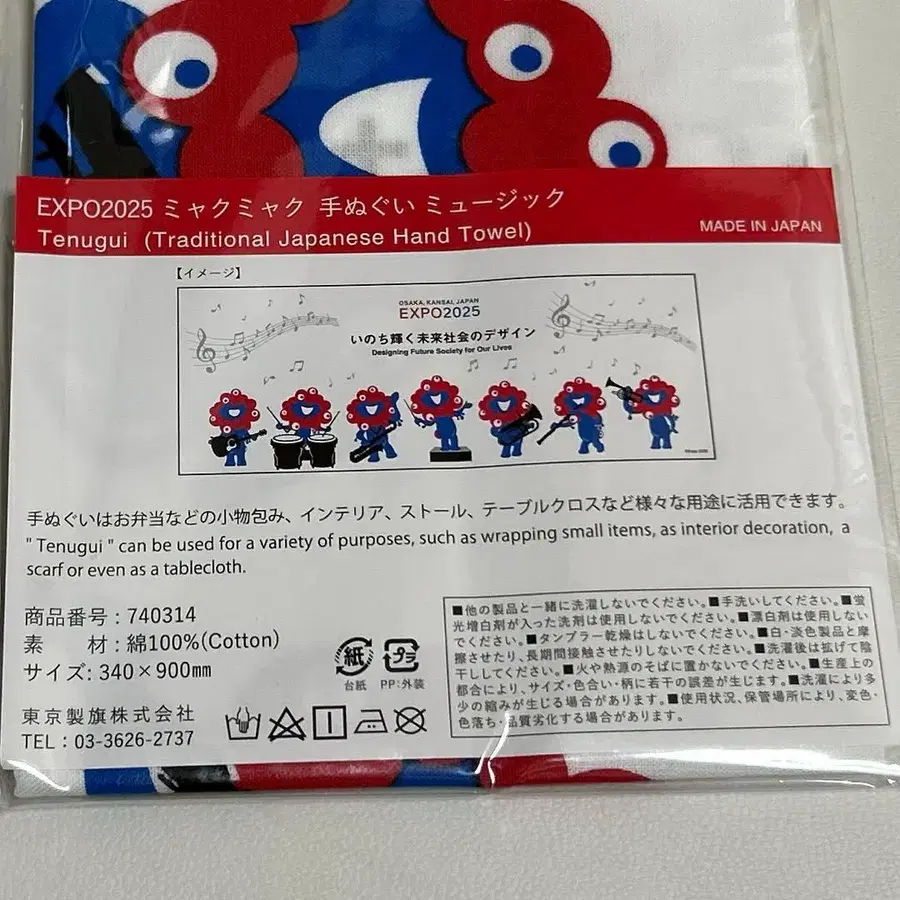 EXPO2025 ミャクミャク 手ぬぐい ミュージック
Tenugui (Traditional Japanese Hand Towel)
MADE IN JAPAN
【イメージ】
OSAKA, KANSAI, JAPAN
EXPO2025
いのち輝く未来社会のデザイン
Designing Future Society for Our Lives
手ぬぐいはお弁当などの小物包み、インテリア、ストール、テーブルクロスなど様々な用途に活用できます。
" Tenugui " can be used for a variety of purposes, such as wrapping small items, as interior decoration, a
scarf or even as a tablecloth.
商品番号 : 740314
素 材 : 綿100%(Cotton)
サイズ: 340×900㎜
東京製旗株式会社
TEL : 03-3626-2737
紙
台紙
プラ
PP:外装
■他の製品と一緒に洗濯しないでください。■手洗いしてください。■蛍
光増白剤が入った洗剤は使用しないでください。■漂白剤は使用しない
でください。■タンブラー乾燥はしないでください。■白・淡色製品と摩
擦させたり、長期間接触させたりしないでください。■洗濯後は拡げて陰
干ししてください。■火や熱源のそばに置かないでください。■生産上の
都合により、サイズ・色合い・柄に若干の誤差が生じます。■洗濯により多
少の縮みが生じる場合があります。■使用状況、保管場所により、変色・
色落ち・品質劣化する場合があります。